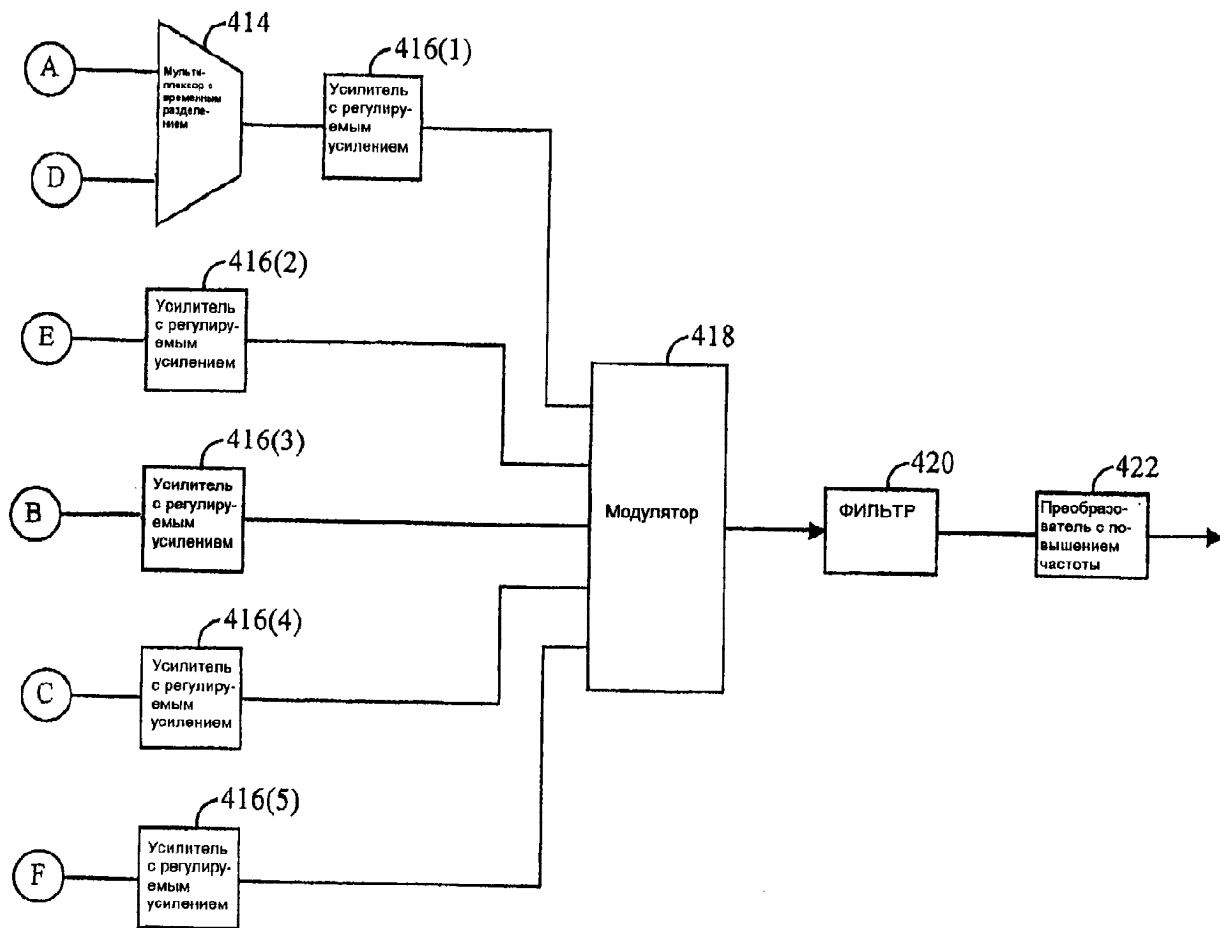 414
A
Мульти-
плексор с
временным
разделе-
нием
D
416(1)
Усилитель
с регулиру-
емым
усилением
416(2)
E
Усилитель
с регулиру-
емым
усилением
416(3)
B
Усилитель
с регулиру-
емым
усилением
416(4)
C
Усилитель
с регулиру-
емым
усилением
416(5)
F
Усилитель
с регулиру-
емым
усилением
418
Модулятор
420
ФИЛЬТР
422
Преобразо-
ватель с по-
вышением
частоты